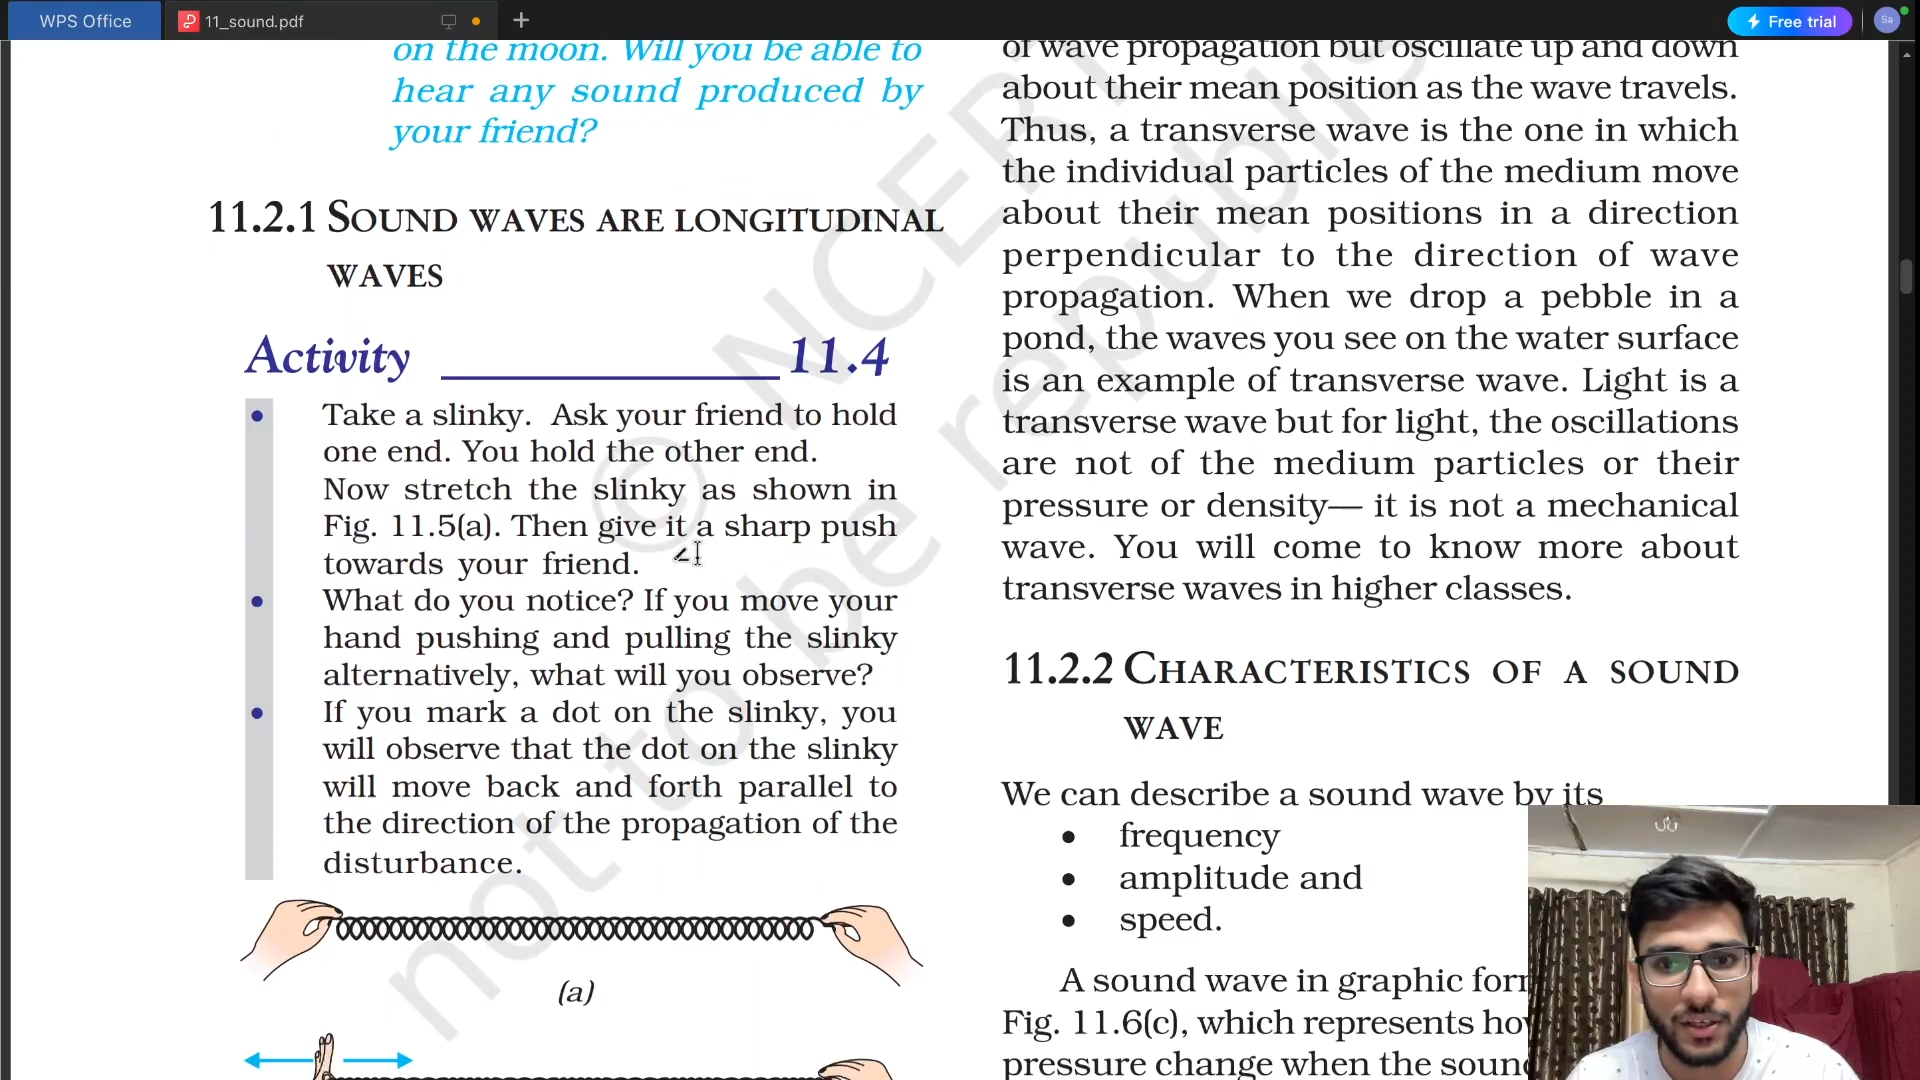 WPS Office
11_sound.pdf
Free trial
Sa
on the moon. Will you be able to
hear any sound produced by
your friend?
11.2.1 SOUND WAVES ARE LONGITUDINAL
WAVES
Activity 11.4
• Take a slinky. Ask your friend to hold
one end. You hold the other end.
Now stretch the slinky as shown in
Fig. 11.5(a). Then give it a sharp push
towards your friend.
• What do you notice? If you move your
hand pushing and pulling the slinky
alternatively, what will you observe?
• If you mark a dot on the slinky, you
will observe that the dot on the slinky
will move back and forth parallel to
the direction of the propagation of the
disturbance.
(a)
of wave propagation but oscillate up and down
about their mean position as the wave travels.
Thus, a transverse wave is the one in which
the individual particles of the medium move
about their mean positions in a direction
perpendicular to the direction of wave
propagation. When we drop a pebble in a
pond, the waves you see on the water surface
is an example of transverse wave. Light is a
transverse wave but for light, the oscillations
are not of the medium particles or their
pressure or density— it is not a mechanical
wave. You will come to know more about
transverse waves in higher classes.
11.2.2 CHARACTERISTICS OF A SOUND
WAVE
We can describe a sound wave by its
• frequency
• amplitude and
• speed.
A sound wave in graphic for
Fig. 11.6(c), which represents ho
pressure change when the soun
© NCERT
not to be republis